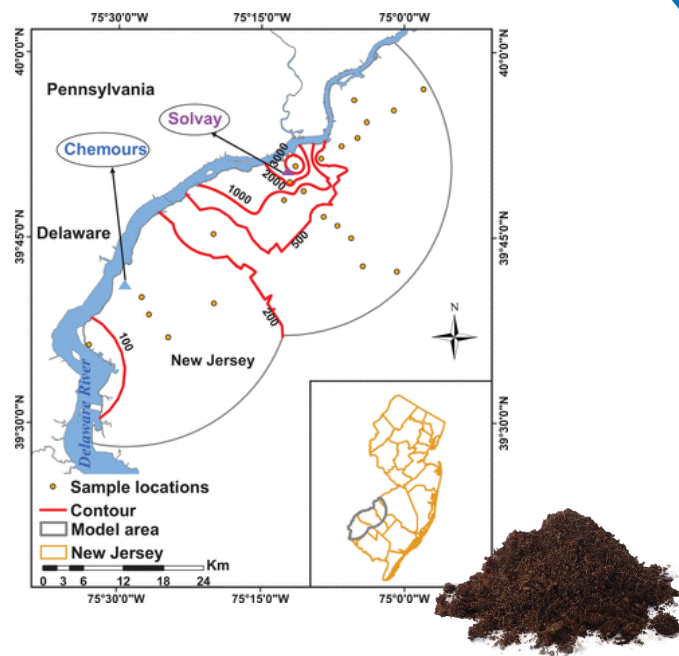 75°30'0"W 75°15'0"W 75°0'0"W
40°0'0"N
40°0'0"N
Pennsylvania
Solvay
Chemours
3000
2000
1000
500
200
100
Delaware
39°45'0"N
39°45'0"N
N
New Jersey
Delaware River
39°30'0"N
39°30'0"N
Sample locations
Contour
Model area
New Jersey
Km
0 3 6 12 18 24
75°30'0"W 75°15'0"W 75°0'0"W